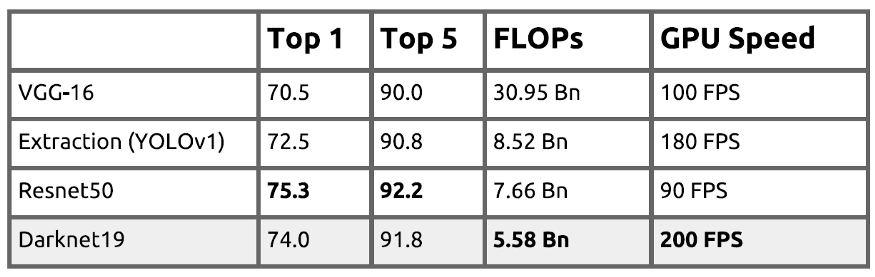 Top 1 Top 5 FLOPs GPU Speed
VGG-16 70.5 90.0 30.95 Bn 100 FPS
Extraction (YOLOv1) 72.5 90.8 8.52 Bn 180 FPS
Resnet50 75.3 92.2 7.66 Bn 90 FPS
Darknet19 74.0 91.8 5.58 Bn 200 FPS